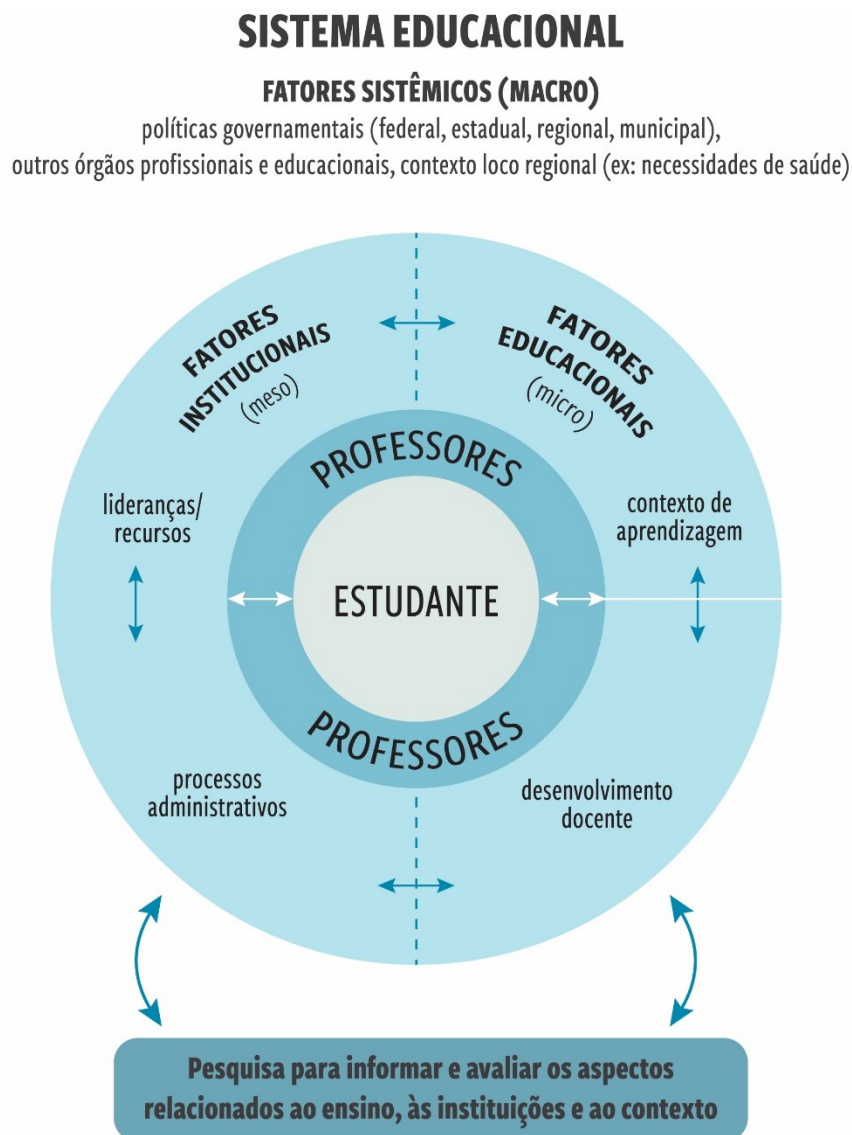 SISTEMA EDUCACIONAL
FATORES SISTÊMICOS (MACRO)
políticas governamentais (federal, estadual, regional, municipal),
outros órgãos profissionais e educacionais, contexto loco regional (ex: necessidades de saúde)
FATORES
INSTITUCIONAIS
(meso)
FATORES
EDUCACIONAIS
(micro)
PROFESSORES
lideranças/
recursos
contexto de
aprendizagem
ESTUDANTE
PROFESSORES
processos
administrativos
desenvolvimento
docente
Pesquisa para informar e avaliar os aspectos
relacionados ao ensino, às instituições e ao contexto